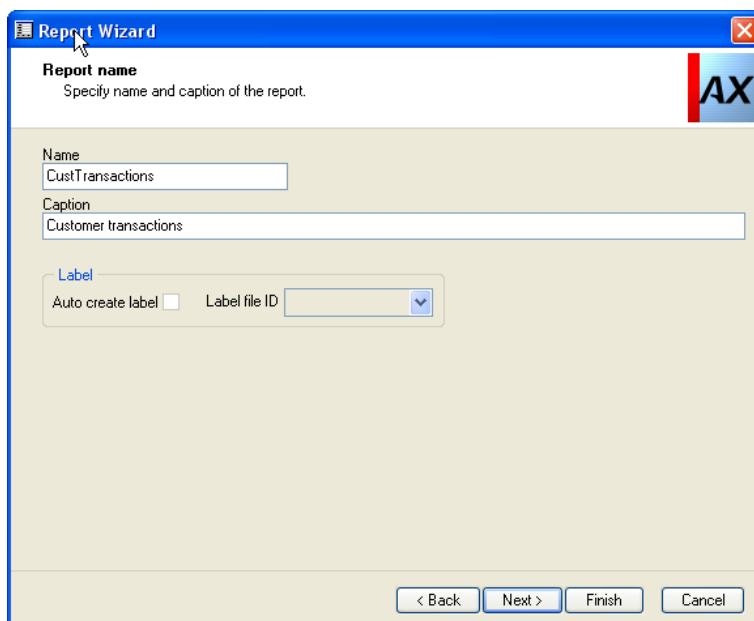 Report Wizard
Report name
Specify name and caption of the report.
AX
Name
CustTransactions
Caption
Customer transactions
Label
Auto create label Label file ID
< Back Next > Finish Cancel